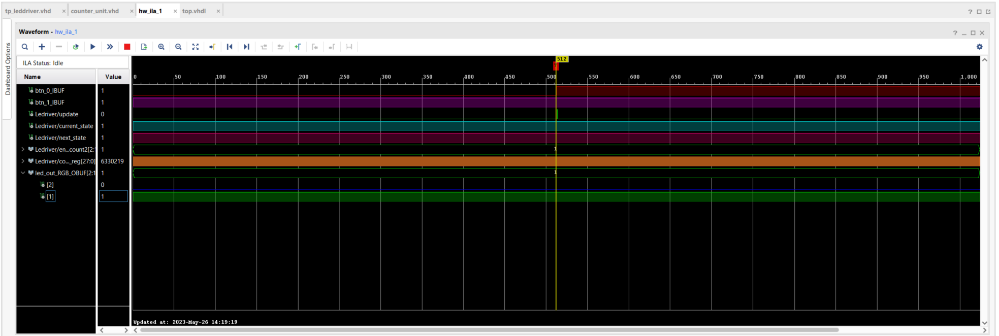 tp_leddriver.vhd × counter_unit.vhd × hw_ila_1 × top.vhdl ×
Dashboard Options
Waveform - hw_ila_1
ILA Status: Idle
512
Name Value
0 50 100 150 200 250 300 350 400 450 500 550 600 650 700 750 800 850 900 950 1,000
btn_0_IBUF 1
btn_1_IBUF 1
Ledriver/update 0
Ledriver/current_state 1
Ledriver/next_state 1
Ledriver/en...count2[2:1 1 1
Ledriver/co..._reg[27:0] 6330219
led_out_RGB_OBUF[2:1 1 1
[2] 0
[1] 1
Updated at: 2023-May-26 14:19:19